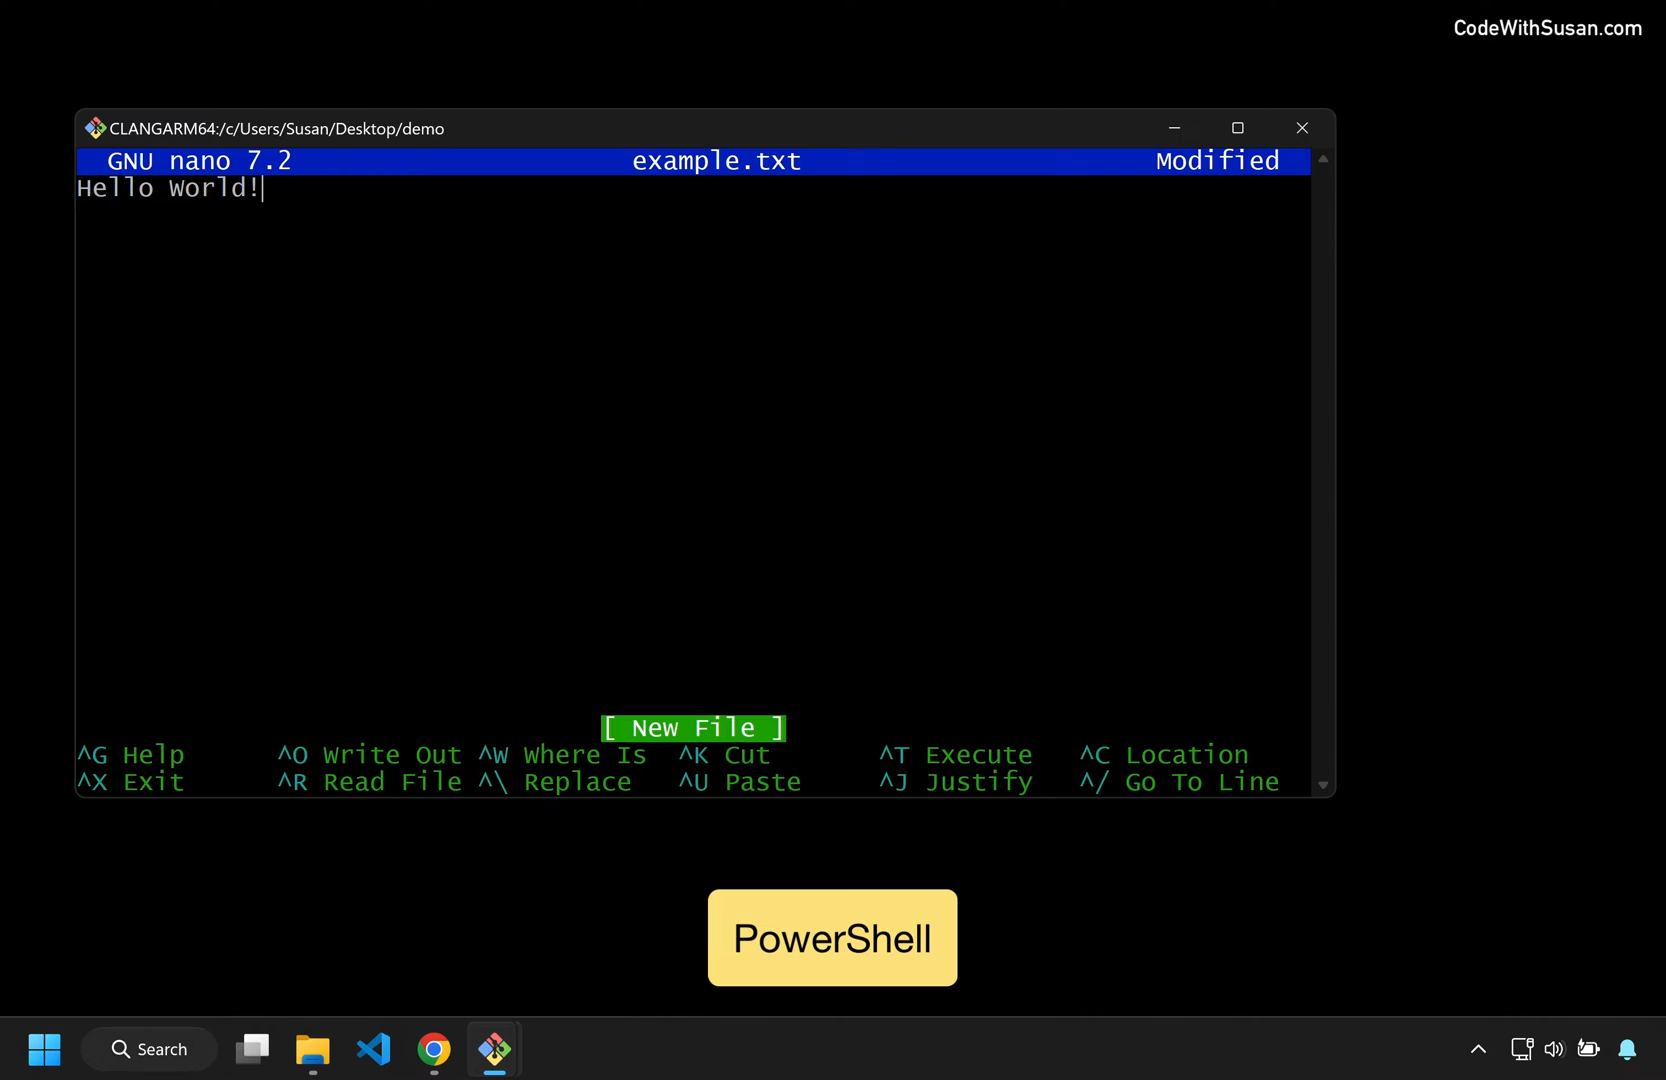 CodeWithSusan.com
CLANGARM64:/c/Users/Susan/Desktop/demo
GNU nano 7.2 example.txt Modified
Hello World!
[ New File ]
^G Help ^O Write Out ^W Where Is ^K Cut ^T Execute ^C Location
^X Exit ^R Read File ^\ Replace ^U Paste ^J Justify ^/ Go To Line
PowerShell
Search